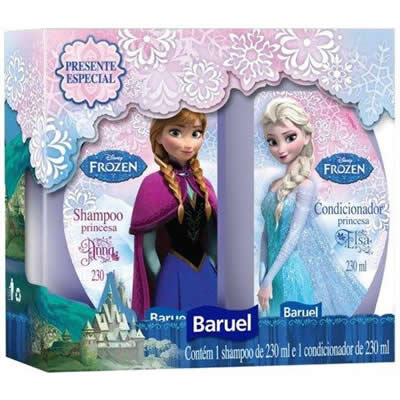 PRESENTE
ESPECIAL
Disney
FROZEN
Shampoo
princesa
Anna
230 ml
Disney
FROZEN
Condicionador
princesa
Elsa
230 ml
Baruel
Baruel
Contém 1 shampoo de 230 ml e 1 condicionador de 230 ml